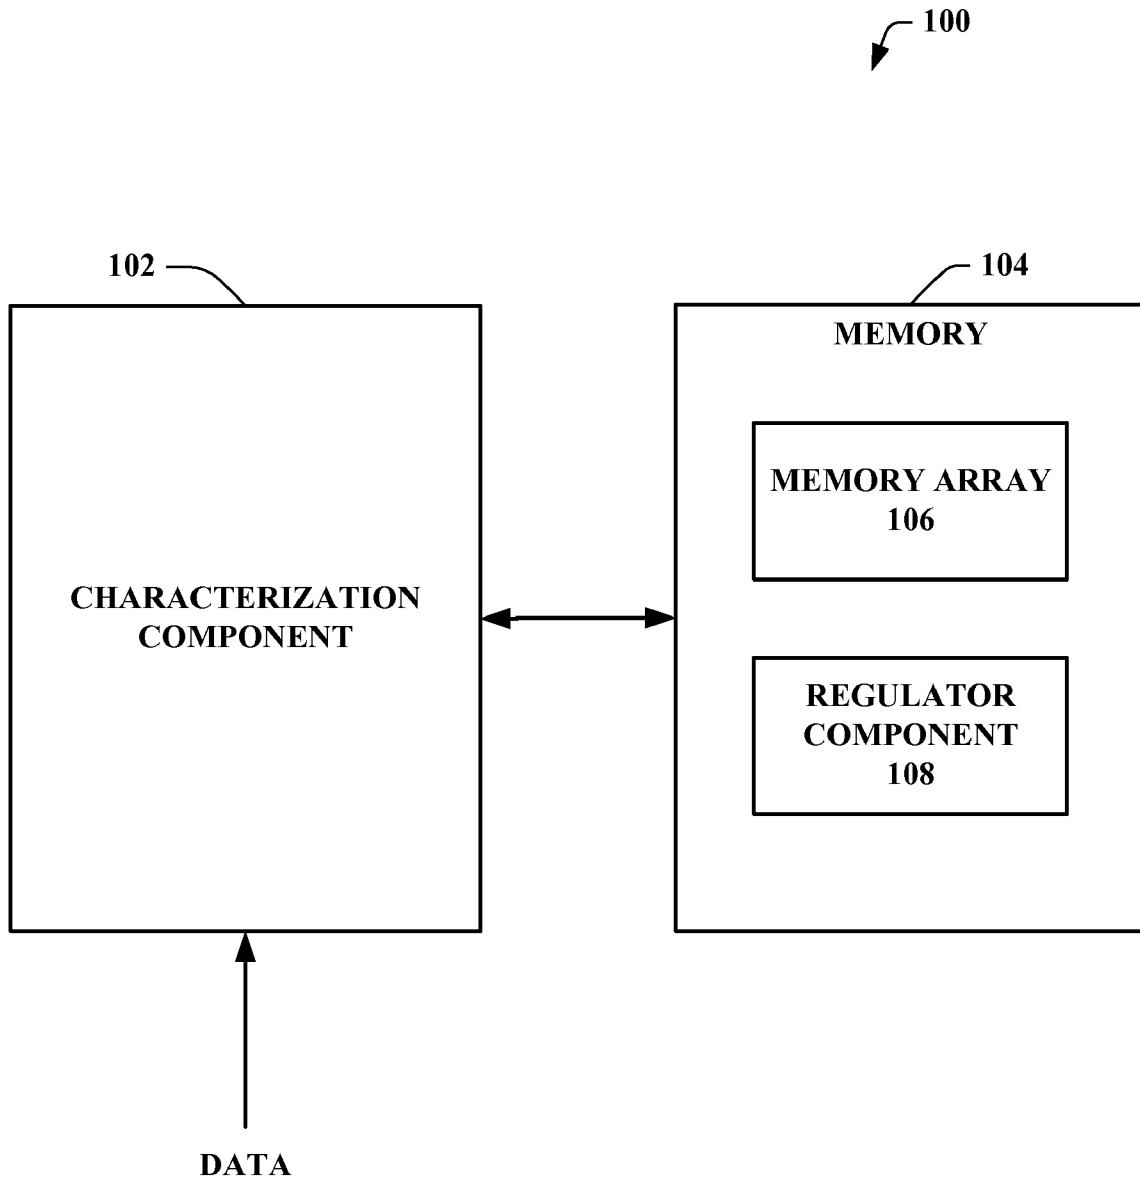 100
102
104
MEMORY
MEMORY ARRAY
106
CHARACTERIZATION
COMPONENT
REGULATOR
COMPONENT
108
DATA